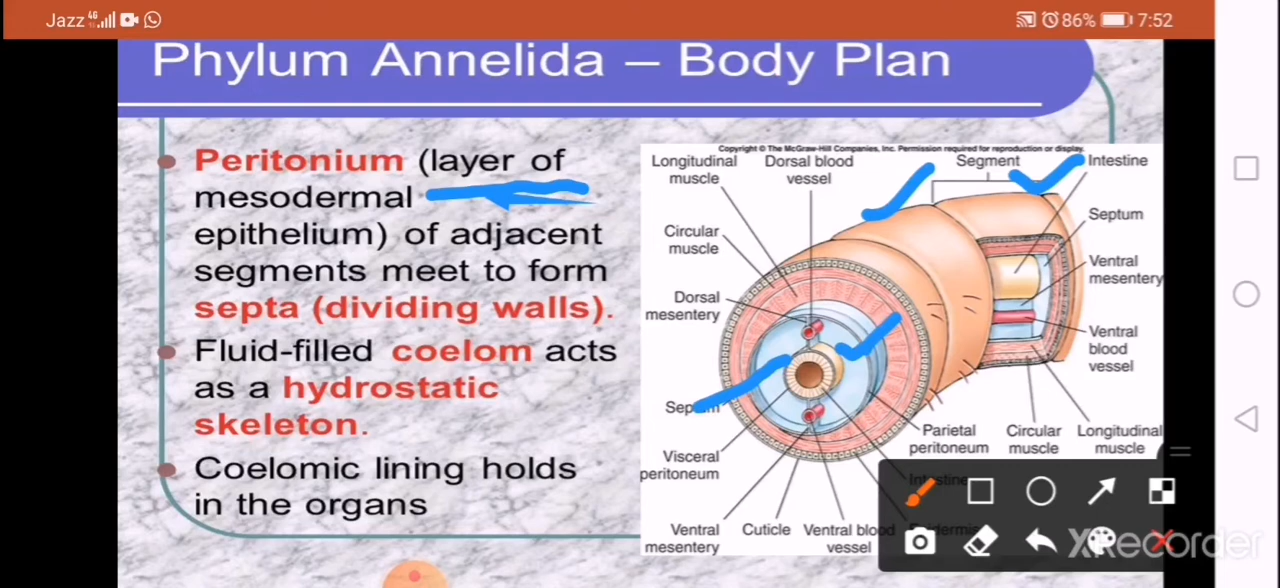 Jazz 4G 86% 7:52
Phylum Annelida – Body Plan
Peritonium (layer of
mesodermal
epithelium) of adjacent
segments meet to form
septa (dividing walls).
Fluid-filled coelom acts
as a hydrostatic
skeleton.
Coelomic lining holds
in the organs
Copyright © The McGraw-Hill Companies, Inc. Permission required for reproduction or display.
Longitudinal
muscle
Dorsal blood
vessel
Segment
Intestine
Circular
muscle
Septum
Ventral
mesentery
Dorsal
mesentery
Ventral
blood
vessel
Septum
Parietal
peritoneum
Circular
muscle
Longitudinal
muscle
Visceral
peritoneum
Intestine
Ventral
mesentery
Cuticle
Ventral blood
vessel
Epidermis
XRecorder